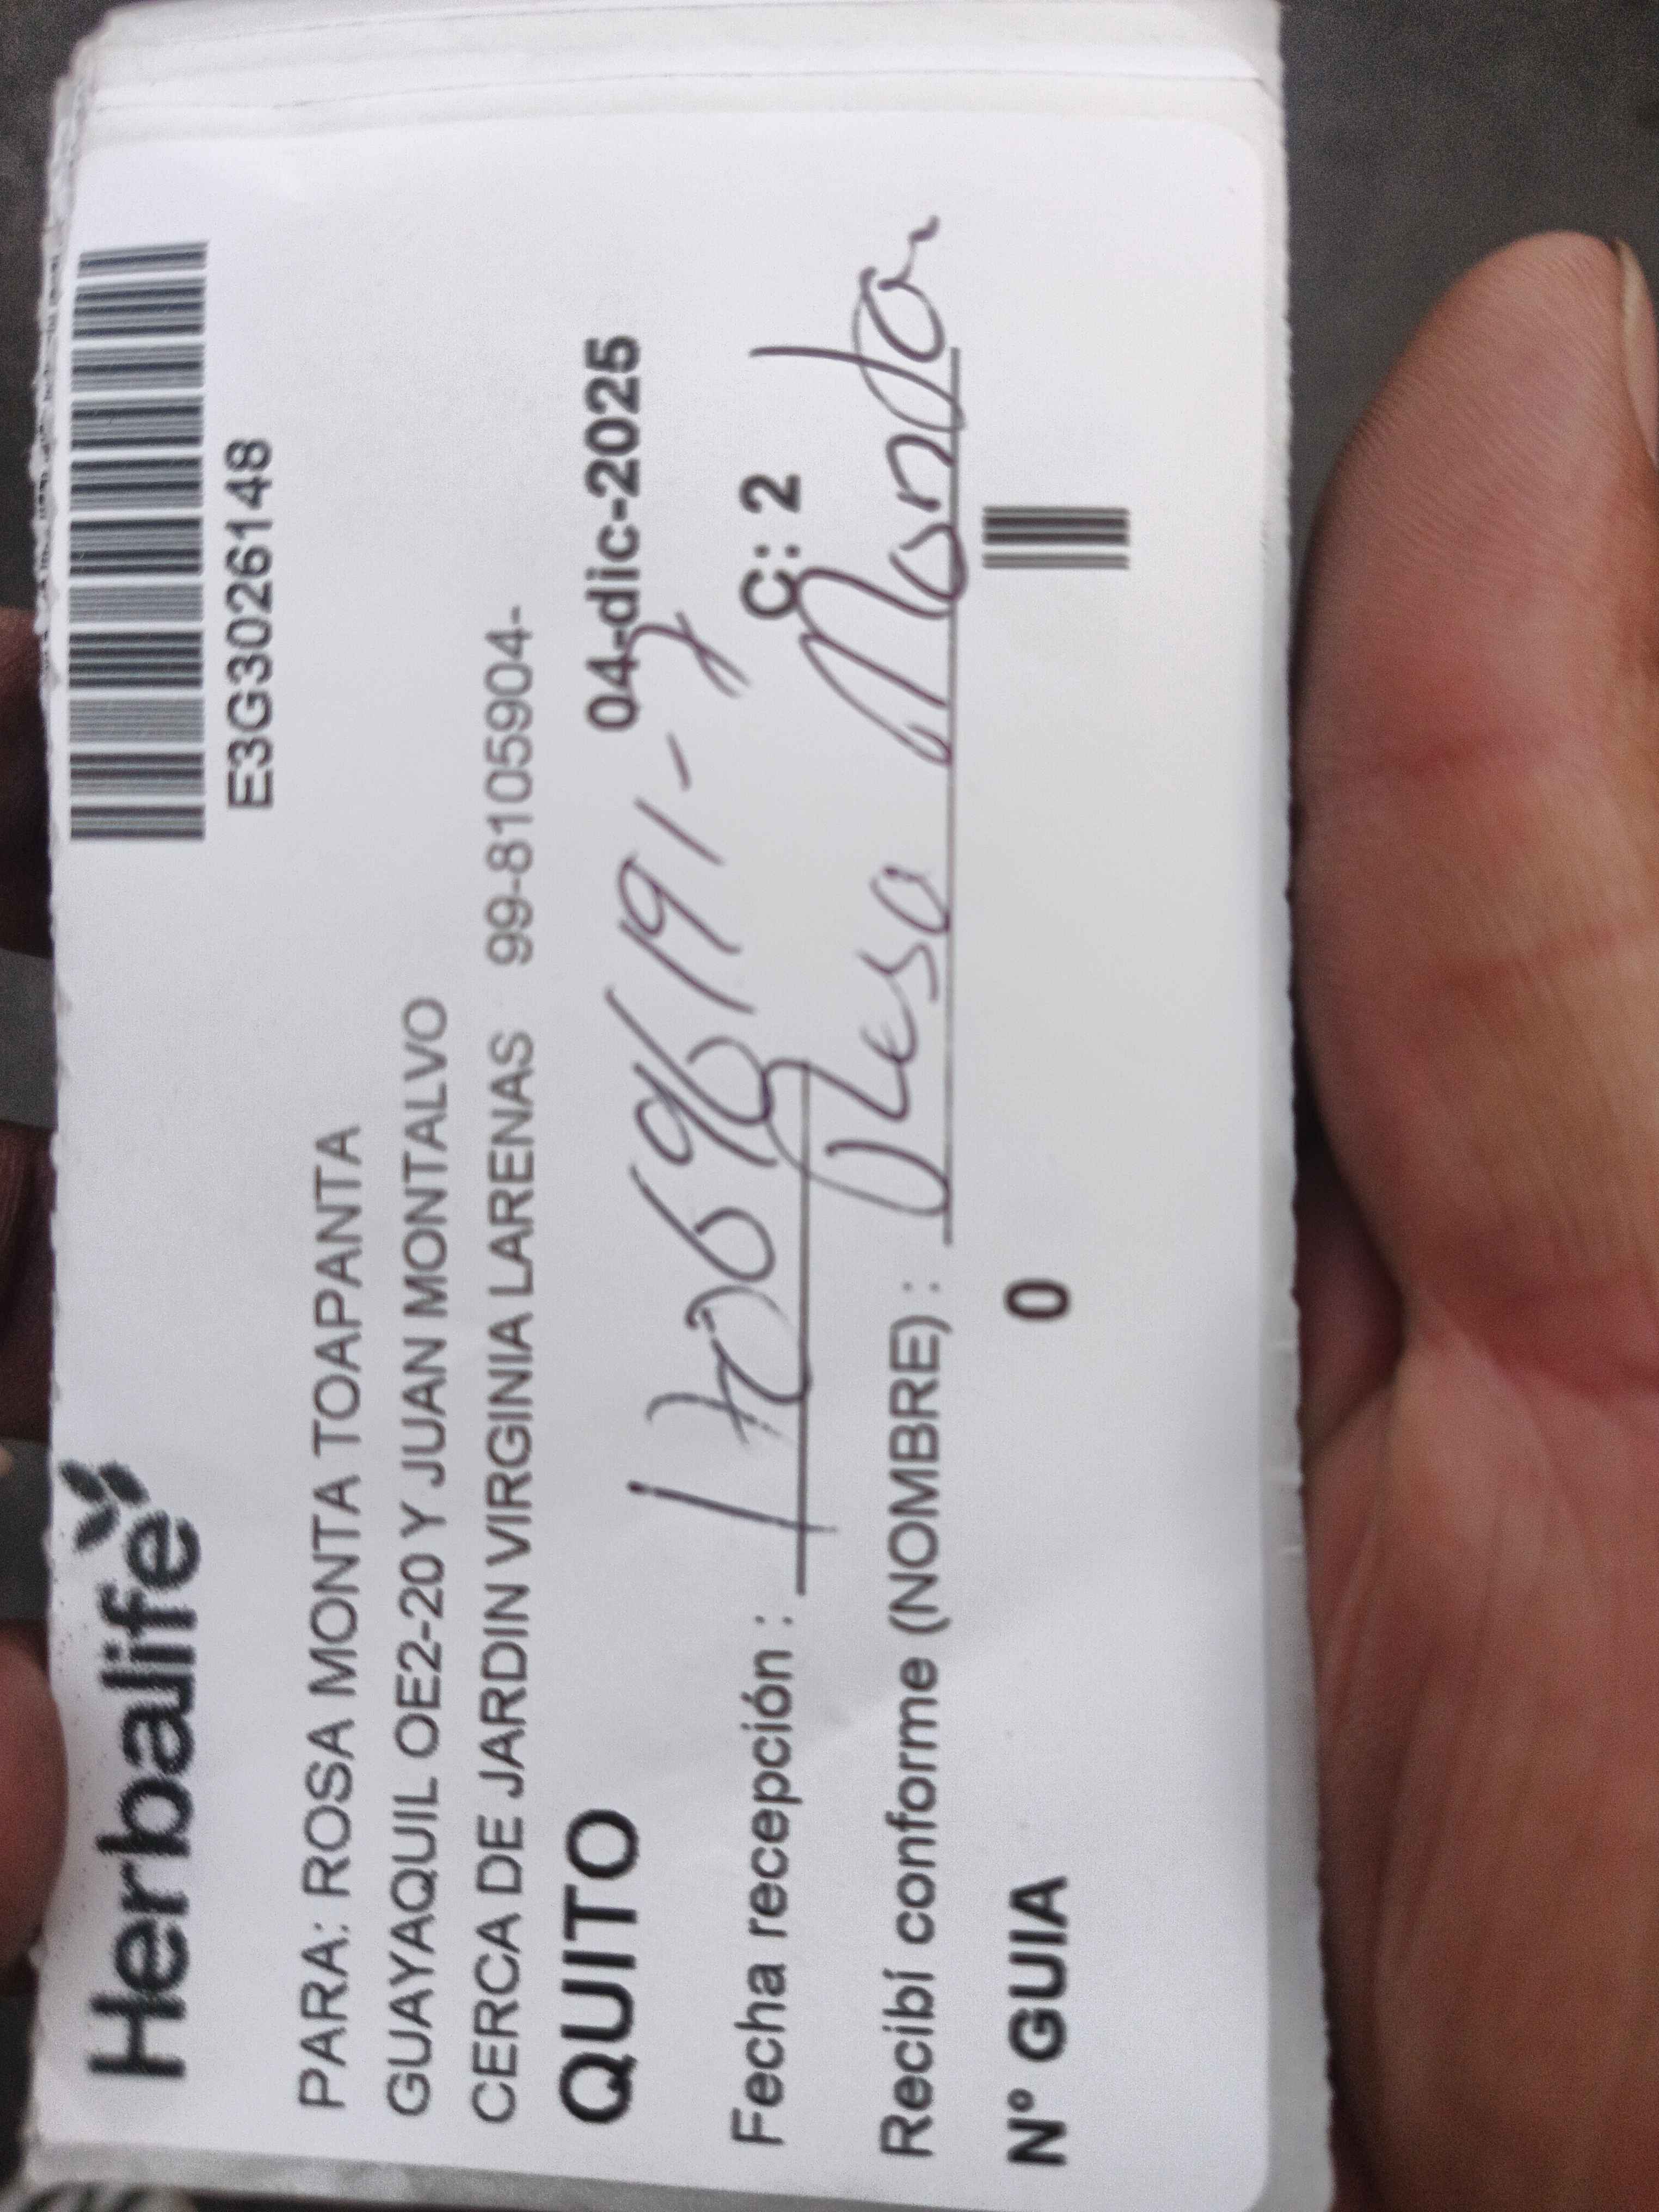 Herbalife
E3G3026148
PARA: ROSA MONTA TOAPANTA
GUAYAQUIL OE2-20 Y JUAN MONTALVO
CERCA DE JARDIN VIRGINIA LARENAS 99-8105904-
QUITO 04-dic-2025
Fecha recepción :
C: 2
Recibí conforme (NOMBRE) : Rosa Monta
N° GUIA 0